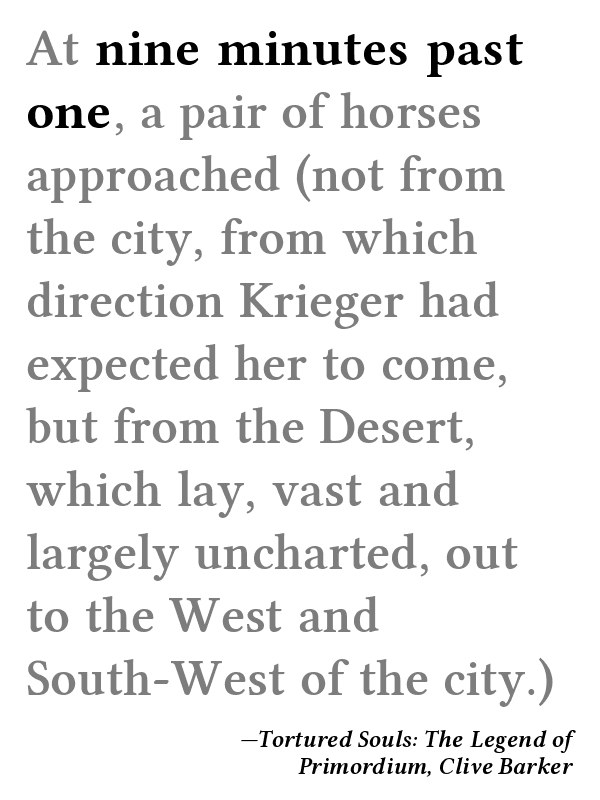 At nine minutes past
one, a pair of horses
approached (not from
the city, from which
direction Krieger had
expected her to come,
but from the Desert,
which lay, vast and
largely uncharted, out
to the West and
South-West of the city.)
—Tortured Souls: The Legend of
Primordium, Clive Barker